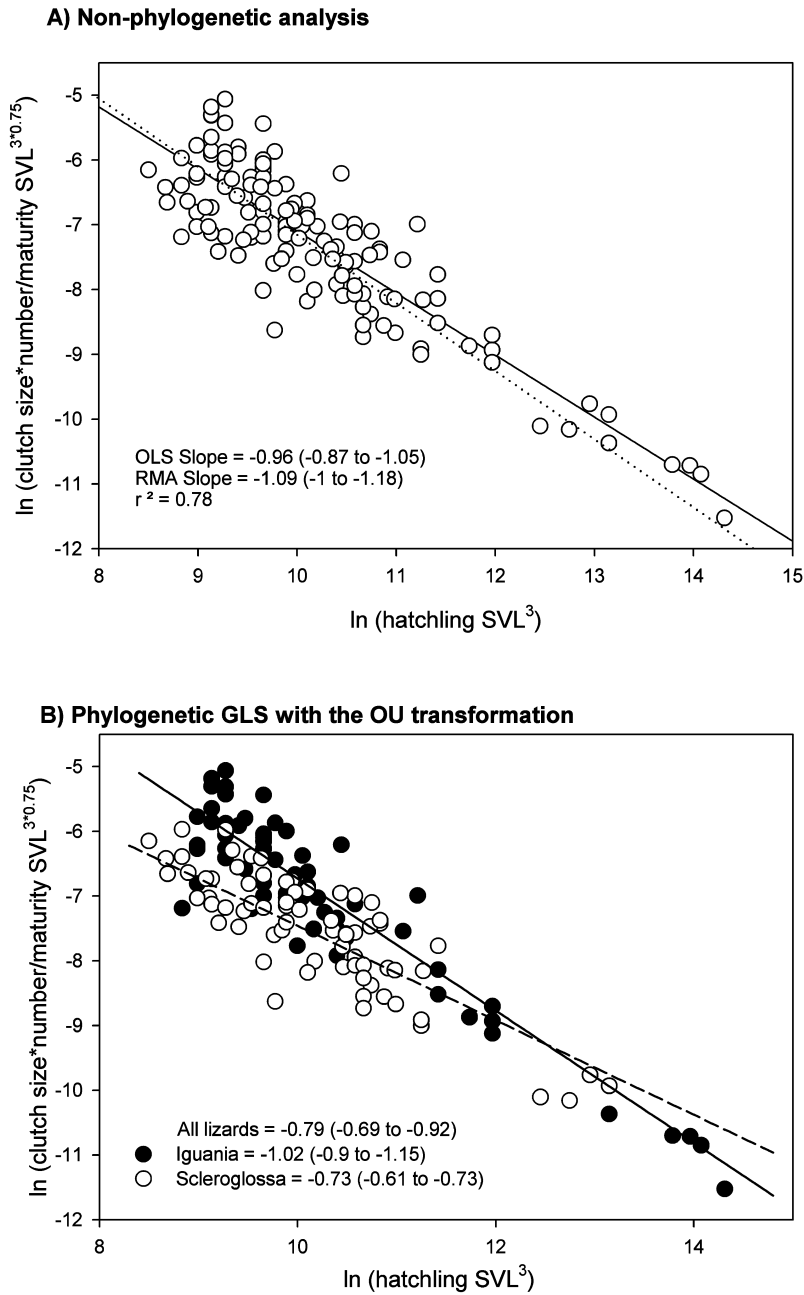 A) Non-phylogenetic analysis
ln (clutch size*number/maturity SVL3*0.75)
-5
-6
-7
-8
-9
-10
-11
-12
OLS Slope = -0.96 (-0.87 to -1.05)
RMA Slope = -1.09 (-1 to -1.18)
r ² = 0.78
8 9 10 11 12 13 14 15
ln (hatchling SVL3)
B) Phylogenetic GLS with the OU transformation
ln (clutch size*number/maturity SVL3*0.75)
-5
-6
-7
-8
-9
-10
-11
-12
All lizards = -0.79 (-0.69 to -0.92)
Iguania = -1.02 (-0.9 to -1.15)
Scleroglossa = -0.73 (-0.61 to -0.73)
8 10 12 14
ln (hatchling SVL3)